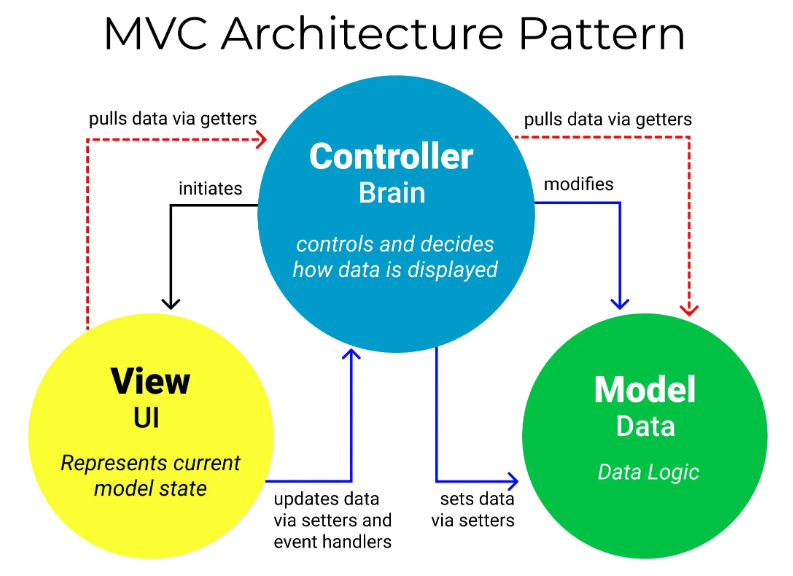 MVC Architecture Pattern
pulls data via getters
pulls data via getters
Controller
Brain
controls and decides
how data is displayed
initiates
modifies
View
UI
Represents current
model state
Model
Data
Data Logic
updates data
via setters and
event handlers
sets data
via setters